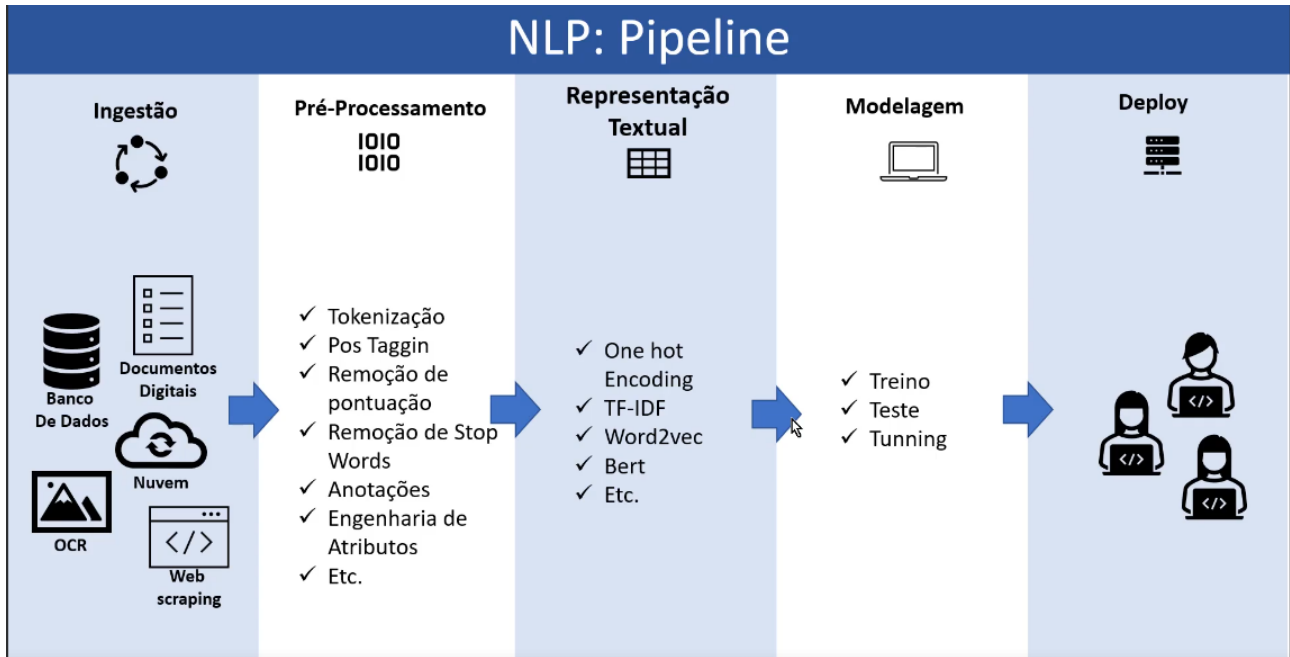 NLP: Pipeline
Ingestão
Banco
De Dados
Documentos
Digitais
Nuvem
OCR
</>
Web
scraping
Pré-Processamento
IOIO
IOIO
✓ Tokenização
✓ Pos Taggin
✓ Remoção de
pontuação
✓ Remoção de Stop
Words
✓ Anotações
✓ Engenharia de
Atributos
✓ Etc.
Representação
Textual
✓ One hot
Encoding
✓ TF-IDF
✓ Word2vec
✓ Bert
✓ Etc.
Modelagem
✓ Treino
✓ Teste
✓ Tunning
Deploy
</>
</>
</>